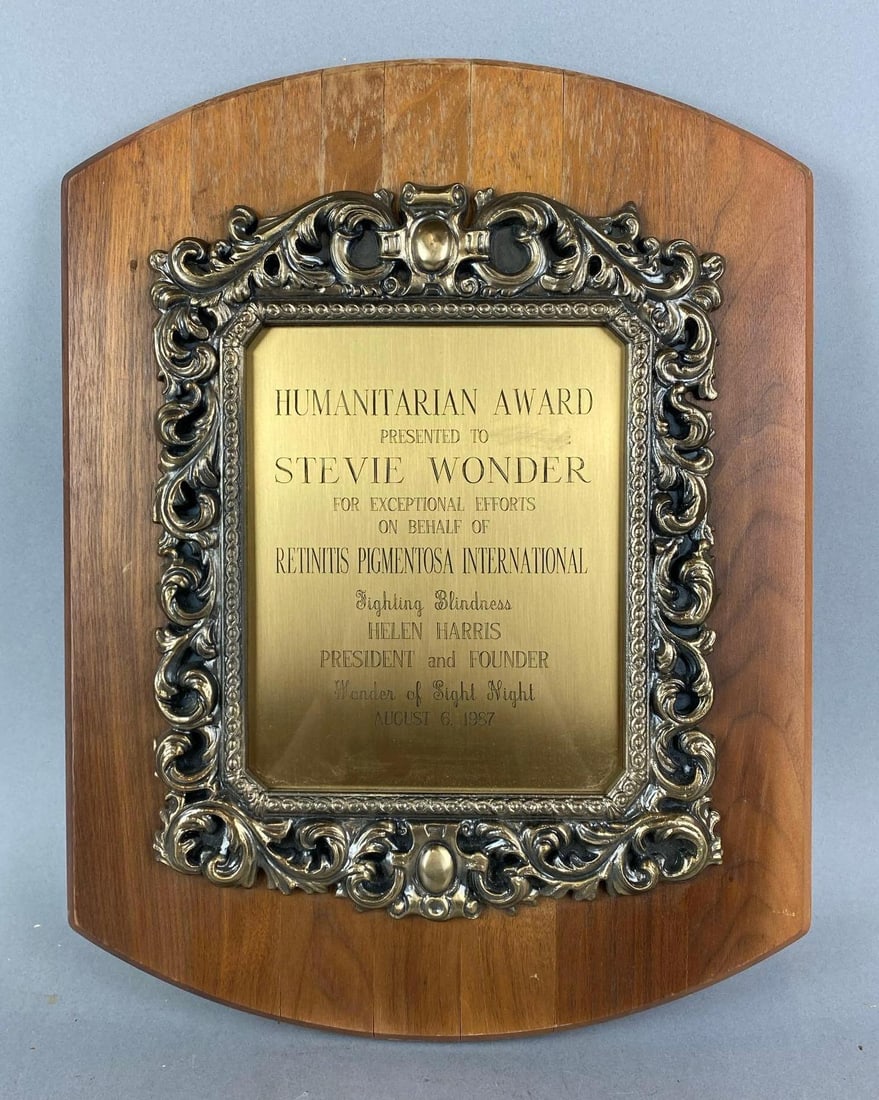 HUMANITARIAN AWARD
PRESENTED TO
STEVIE WONDER
FOR EXCEPTIONAL EFFORTS
ON BEHALF OF
RETINITIS PIGMENTOSA INTERNATIONAL
Fighting Blindness
HELEN HARRIS
PRESIDENT and FOUNDER
Wonder of Sight Night
AUGUST 6, 1987